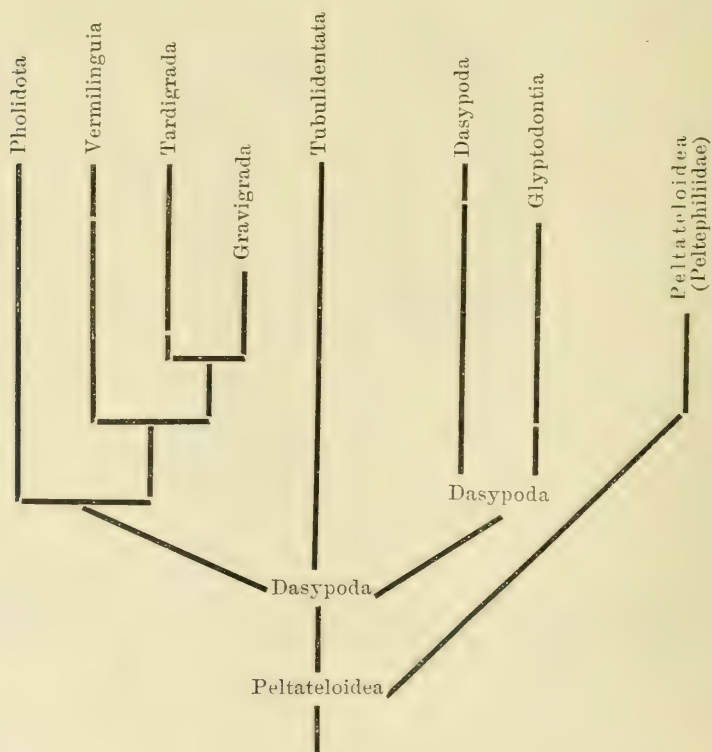 Pholidota
Vermilinguia
Tardigrada
Gravigrada
Tubulidentata
Dasypoda
Glyptodontia
Peltateloidea
(Peltephiliidae)
Dasypoda
Dasypoda
Peltateloidea